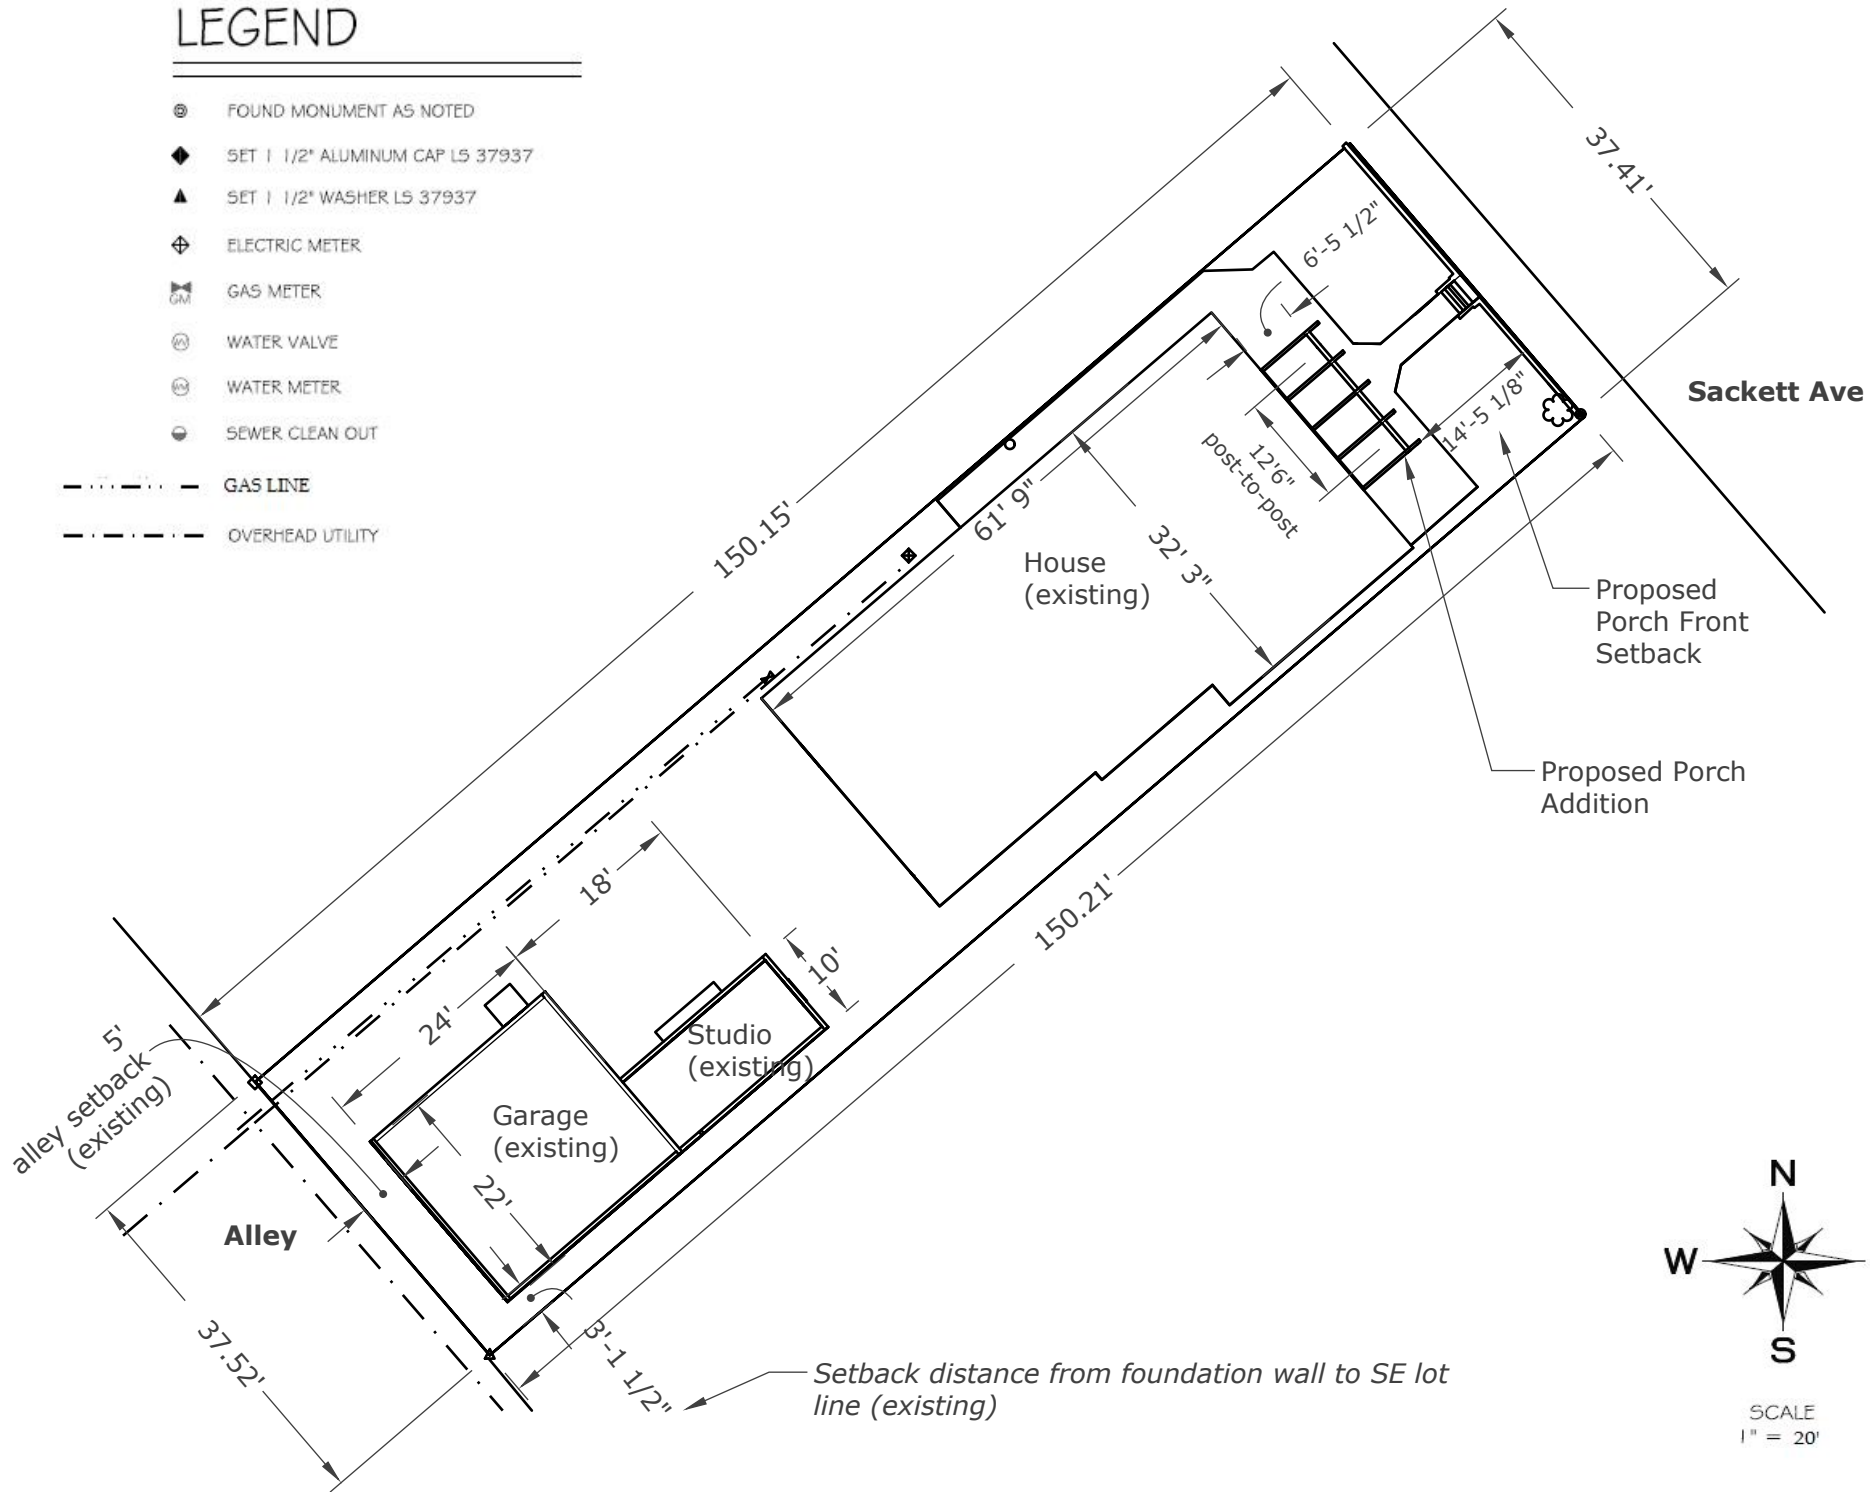 LEGEND
FOUND MONUMENT AS NOTED
SET 1 1/2" ALUMINUM CAP LS 37937
SET 1 1/2" WASHER LS 37937
ELECTRIC METER
GM
GAS METER
WATER VALVE
WATER METER
SEWER CLEAN OUT
GAS LINE
OVERHEAD UTILITY
37.41'
6'-5 1/2"
Sackett Ave
14'-5 1/8"
12'6"
post-to-post
150.15'
61' 9"
32' 3"
House
(existing)
Proposed
Porch Front
Setback
Proposed Porch
Addition
18'
150.21'
10'
24'
Studio
(existing)
5'
alley setback
(existing)
Garage
(existing)
22'
Alley
37.52'
3'-1 1/2"
Setback distance from foundation wall to SE lot
line (existing)
N
W
S
SCALE
1" = 20'